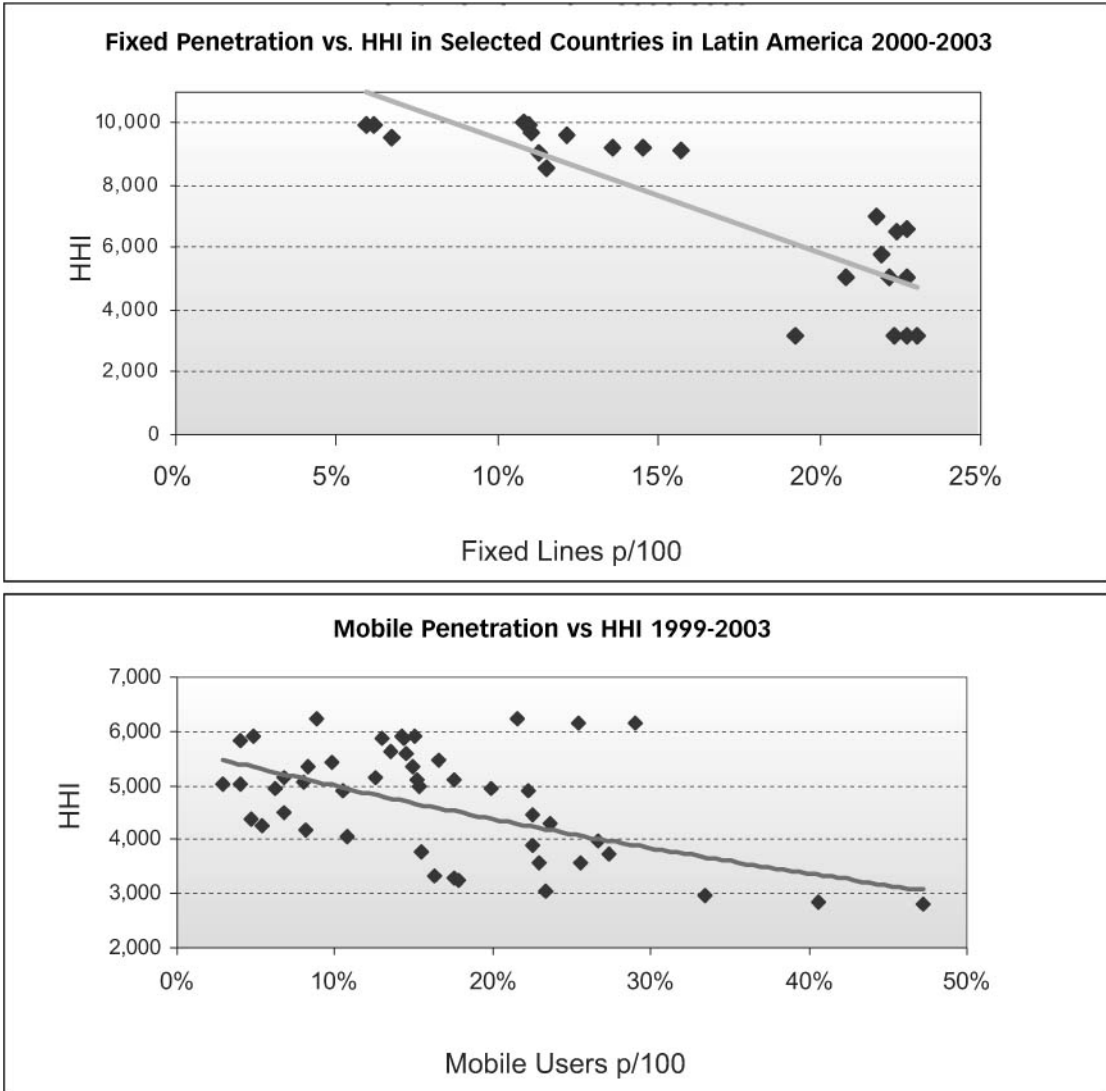 Fixed Penetration vs. HHI in Selected Countries in Latin America 2000-2003
10,000
8,000
6,000
4,000
2,000
0
HHI
0% 5% 10% 15% 20% 25%
Fixed Lines p/100
Mobile Penetration vs HHI 1999-2003
7,000
6,000
5,000
4,000
3,000
2,000
HHI
0% 10% 20% 30% 40% 50%
Mobile Users p/100